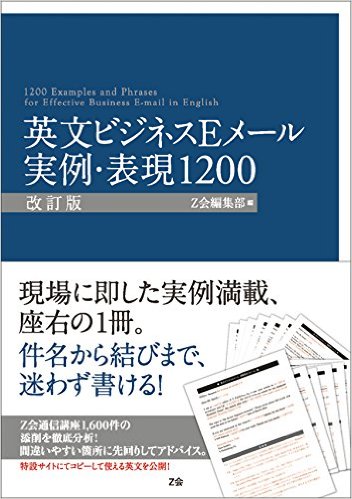 1200 Examples and Phrases
for Effective Business E-mail in English
英文ビジネスEメール
実例・表現1200
改訂版
Z会編集部 編
現場に即した実例満載、
座右の1冊。
件名から結びまで、
迷わず書ける!
Z会通信講座1,600件の
添削を徹底分析!
間違いやすい箇所に先回りしてアドバイス。
特設サイトにてコピーして使える英文を公開!
Z会